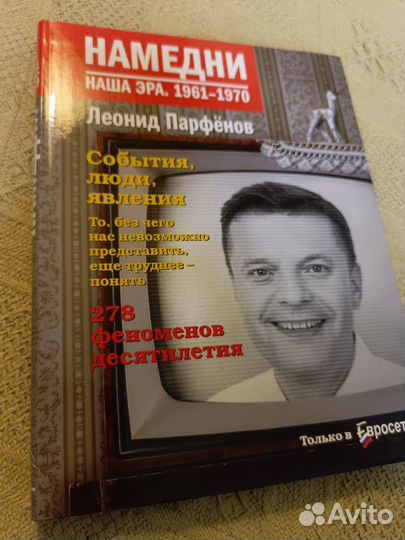 НАМЕДНИ
НАША ЭРА. 1961–1970
Леонид Парфёнов
События,
люди,
явления
То, без чего
нас невозможно
представить,
еще труднее –
понять
278
феноменов
десятилетия
Только в Евросет
Avito